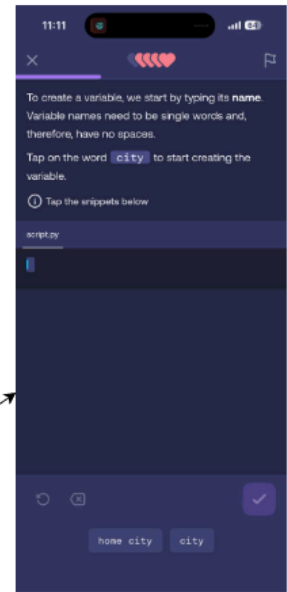 11:11
64
To create a variable, we start by typing its name.
Variable names need to be single words and,
therefore, have no spaces.
Tap on the word city to start creating the
variable.
Tap the snippets below
script.py
home city city